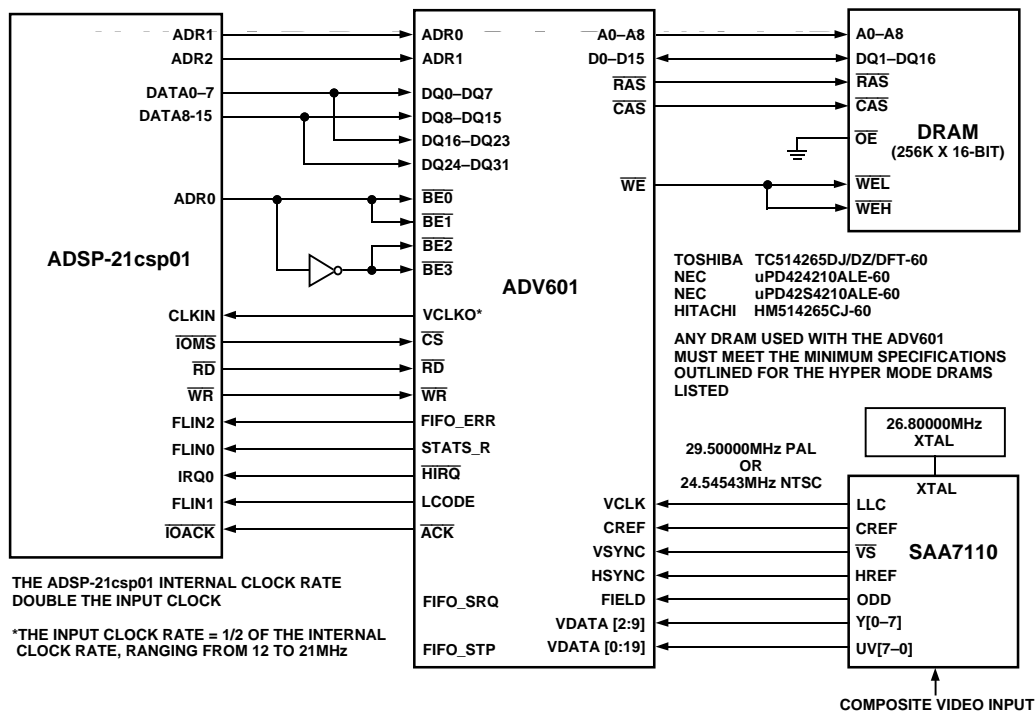 ADR1
ADR2
DATA0–7
DATA8-15
ADR0
ADSP-21csp01
CLKIN
IOMS
RD
WR
FLIN2
FLIN0
IRQ0
FLIN1
IOACK
THE ADSP-21csp01 INTERNAL CLOCK RATE
DOUBLE THE INPUT CLOCK
*THE INPUT CLOCK RATE = 1/2 OF THE INTERNAL
CLOCK RATE, RANGING FROM 12 TO 21MHz
ADR0
ADR1
DQ0–DQ7
DQ8–DQ15
DQ16–DQ23
DQ24–DQ31
BE0
BE1
BE2
BE3
ADV601
VCLKO*
CS
RD
WR
FIFO_ERR
STATS_R
HIRQ
LCODE
ACK
FIFO_SRQ
FIFO_STP
A0–A8
D0–D15
RAS
CAS
WE
VCLK
CREF
VSYNC
HSYNC
FIELD
VDATA [2:9]
VDATA [0:19]
A0–A8
DQ1–DQ16
RAS
CAS
OE
WEL
WEH
DRAM
(256K X 16-BIT)
TOSHIBA TC514265DJ/DZ/DFT-60
NEC uPD424210ALE-60
NEC uPD42S4210ALE-60
HITACHI HM514265CJ-60
ANY DRAM USED WITH THE ADV601
MUST MEET THE MINIMUM SPECIFICATIONS
OUTLINED FOR THE HYPER MODE DRAMS
LISTED
26.80000MHz
XTAL
29.50000MHz PAL
OR
24.54543MHz NTSC
XTAL
LLC
CREF
VS
HREF
ODD
Y[0–7]
UV[7–0]
SAA7110
COMPOSITE VIDEO INPUT